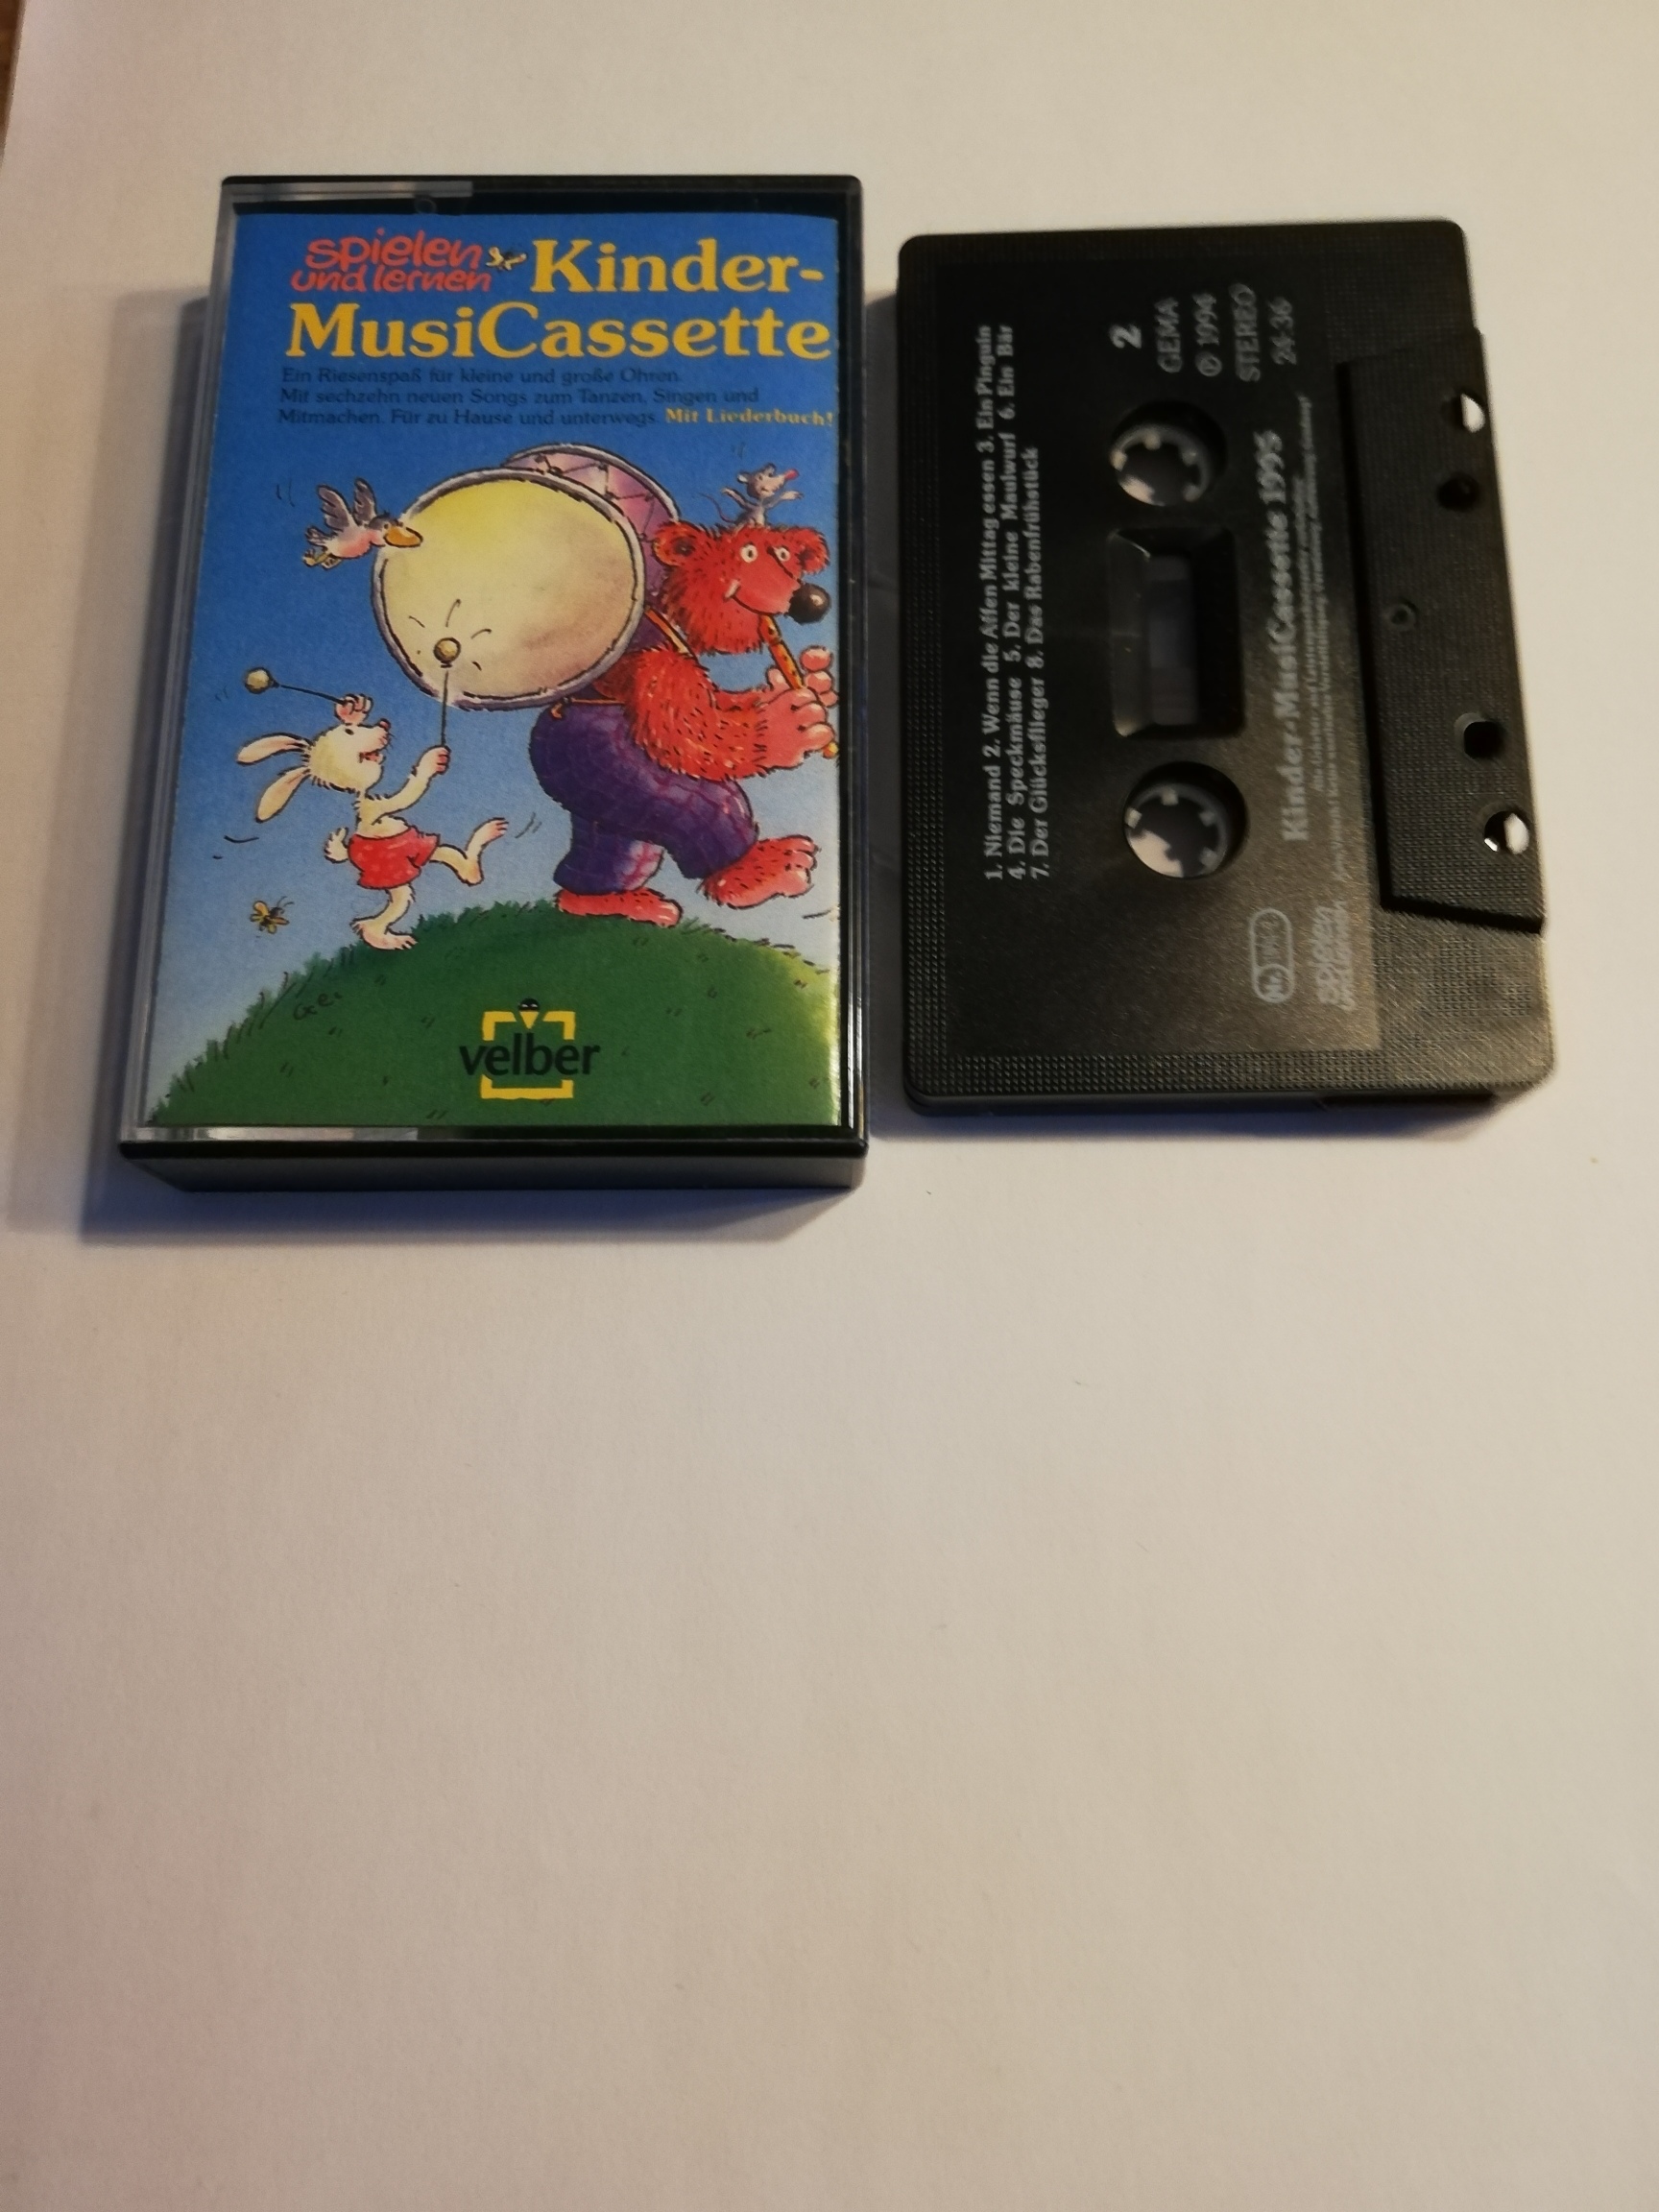 spielen
und lernen
Kinder-
MusiCassette
Ein Riesenspaß für kleine und große Ohren.
Mit sechzehn neuen Songs zum Tanzen, Singen und
Mitmachen. Für zu Hause und unterwegs. Mit Liederbuch!
Ge.
velber
1. Niemand 2. Wenn die Affen Mittag essen 3. Ein Pinguin
4. Die Speckmäuse 5. Der kleine Maulwurf 6. Ein Bär
7. Der Glücksflieger 8. Das Rabenfrühstück
2
GEMA
℗ 1994
STEREO
24:36
Kinder-MusiCassette 1995
spielen